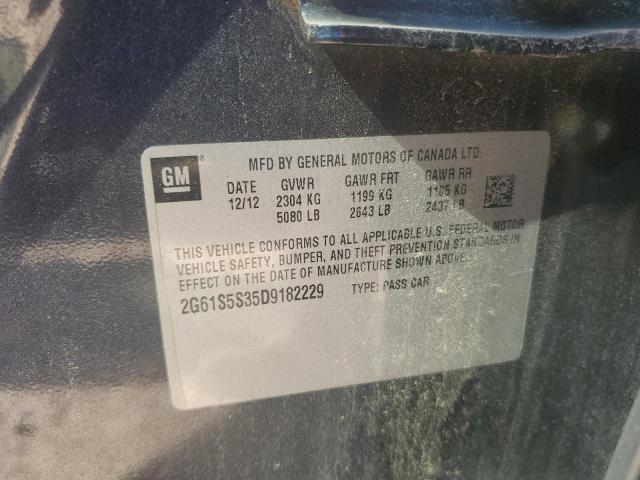 GM ®
MFD BY GENERAL MOTORS OF CANADA LTD.
DATE GVWR GAWR FRT GAWR RR
12/12 2304 KG 1199 KG 1105 KG
5080 LB 2643 LB 2437 LB
THIS VEHICLE CONFORMS TO ALL APPLICABLE U.S. FEDERAL MOTOR
VEHICLE SAFETY, BUMPER, AND THEFT PREVENTION STANDARDS IN
EFFECT ON THE DATE OF MANUFACTURE SHOWN ABOVE.
2G61S5S35D9182229 TYPE: PASS CAR